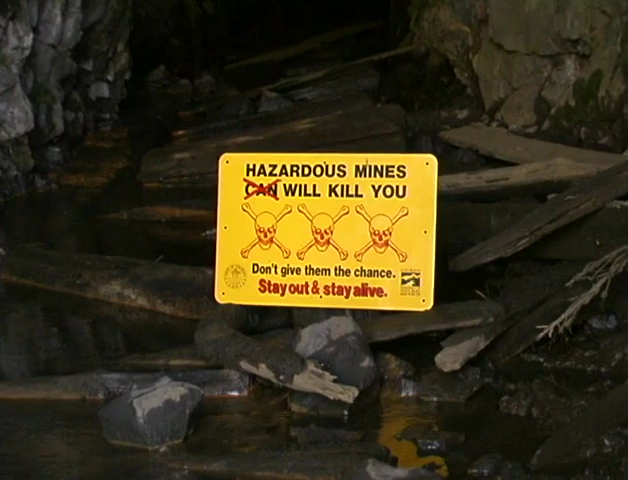 HAZARDOUS MINES
CAN WILL KILL YOU
Don't give them the chance.
Stay out & stay alive.